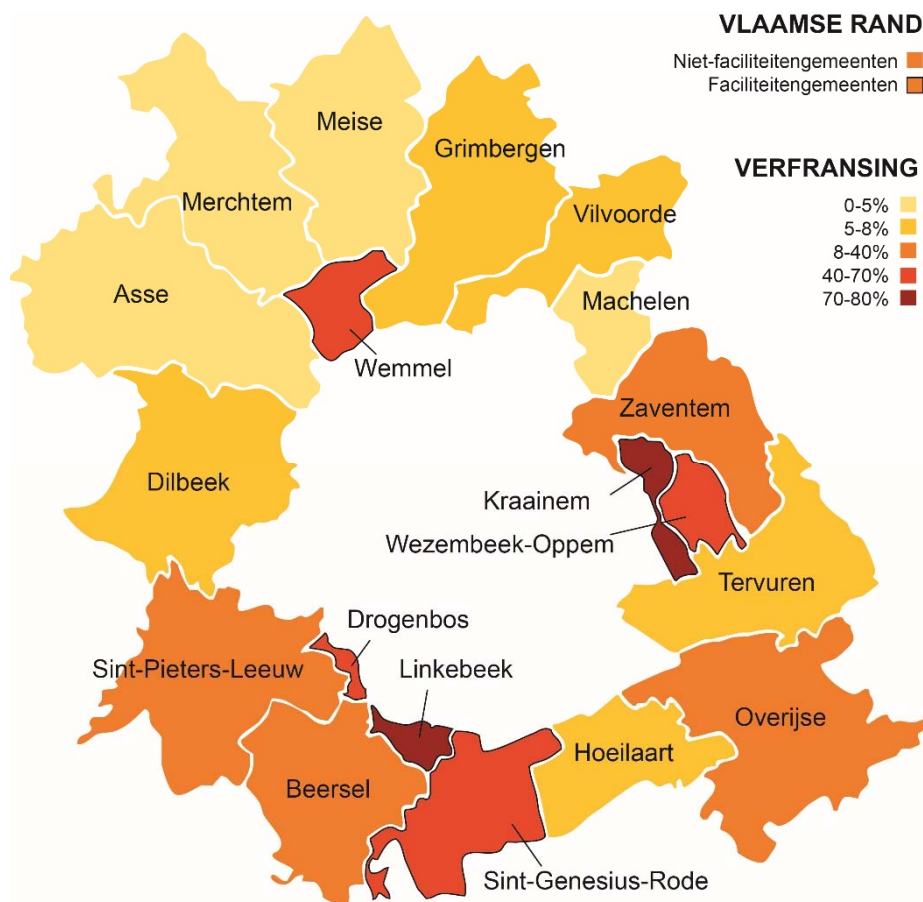 VLAAMSE RAND
Niet-faciliteitengemeenten
Faciliteitengemeenten
VERFRANSING
0-5%
5-8%
8-40%
40-70%
70-80%
Meise
Grimbergen
Merchtem
Vilvoorde
Asse
Machelen
Wemmel
Zaventem
Dilbeek
Kraainem
Wezembeek-Oppem
Tervuren
Drogenbos
Sint-Pieters-Leeuw
Linkebeek
Overijse
Hoeilaart
Beersel
Sint-Genesius-Rode